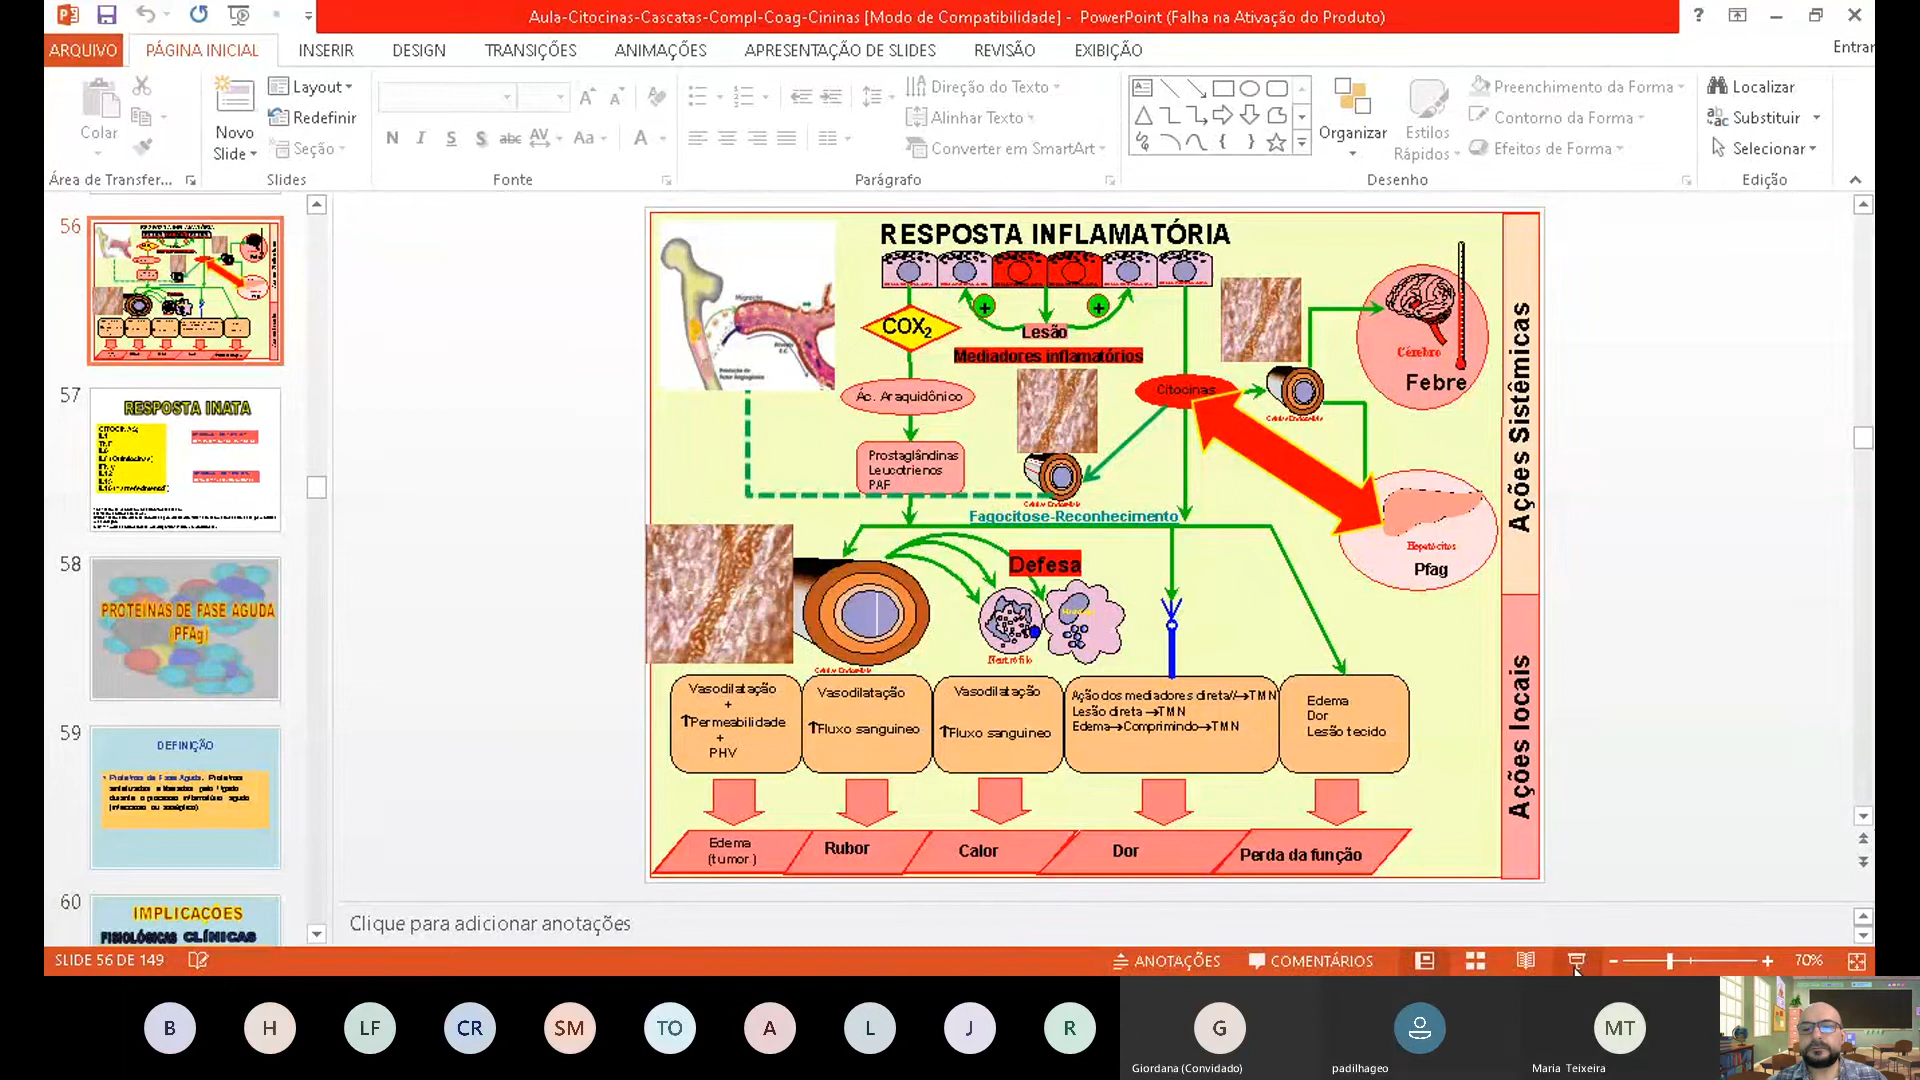 Aula-Citocinas-Cascatas-Compl-Coag-Cininas [Modo de Compatibilidade] - PowerPoint (Falha na Ativação do Produto)
ARQUIVO PÁGINA INICIAL INSERIR DESIGN TRANSIÇÕES ANIMAÇÕES APRESENTAÇÃO DE SLIDES REVISÃO EXIBIÇÃO Entrar
Colar
Novo Slide
Layout
Redefinir
Seção
Direção do Texto
Alinhar Texto
Converter em SmartArt
Organizar
Estilos Rápidos
Preenchimento da Forma
Contorno da Forma
Efeitos de Forma
Localizar
Substituir
Selecionar
Área de Transfer... Slides Fonte Parágrafo Desenho Edição
56
57
RESPOSTA INATA
58
PROTEINAS DE FASE AGUDA
(PFAg)
59
DEFINIÇÃO
60
IMPLICAÇÕES
FISIOLÓGICAS CLÍNICAS
RESPOSTA INFLAMATÓRIA
COX2
+
+
Lesão
Mediadores inflamatórios
Ác. Araquidônico
Citocinas
Cérebro
Febre
Prostaglândinas
Leucotrienos
PAF
Fagocitose-Reconhecimento
Hepatócitos
Pfag
Defesa
Neutrófilo
Vasodilatação
+
↑Permeabilidade
+
PHV
Vasodilatação
↑Fluxo sanguineo
Vasodilatação
↑Fluxo sanguineo
Ação dos mediadores direta//→TMN
Lesão direta →TMN
Edema→Comprimindo→TMN
Edema
Dor
Lesão tecido
Edema
(tumor )
Rubor
Calor
Dor
Perda da função
Ações Sistêmicas
Ações locais
Clique para adicionar anotações
SLIDE 56 DE 149 ANOTAÇÕES COMENTÁRIOS 70%
B H LF CR SM TO A L J R G MT
Giordana (Convidado) padilhageo Maria Teixeira